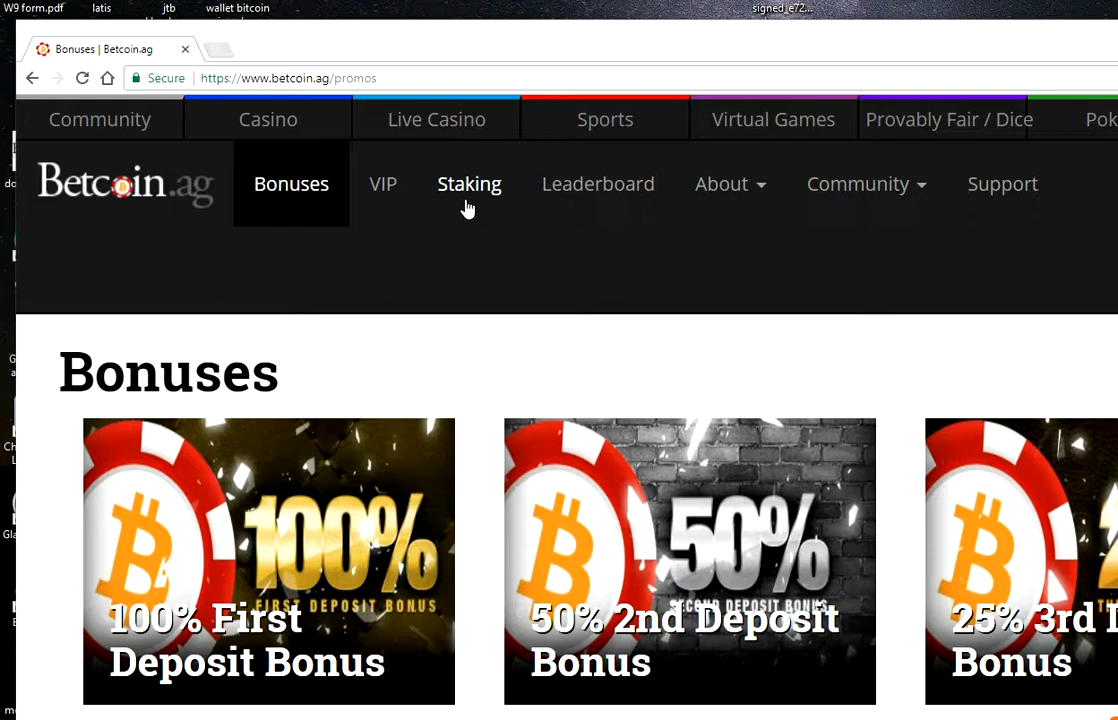 W9 form.pdf latis jtb wallet bitcoin signed_e72...
Bonuses | Betcoin.ag
Secure https://www.betcoin.ag/promos
Community Casino Live Casino Sports Virtual Games Provably Fair / Dice Pok
Betcoin.ag Bonuses VIP Staking Leaderboard About Community Support
Bonuses
100%
FIRST DEPOSIT BONUS
100% First
Deposit Bonus
50%
SECOND DEPOSIT BONUS
50% 2nd Deposit
Bonus
25% 3rd
Bonus